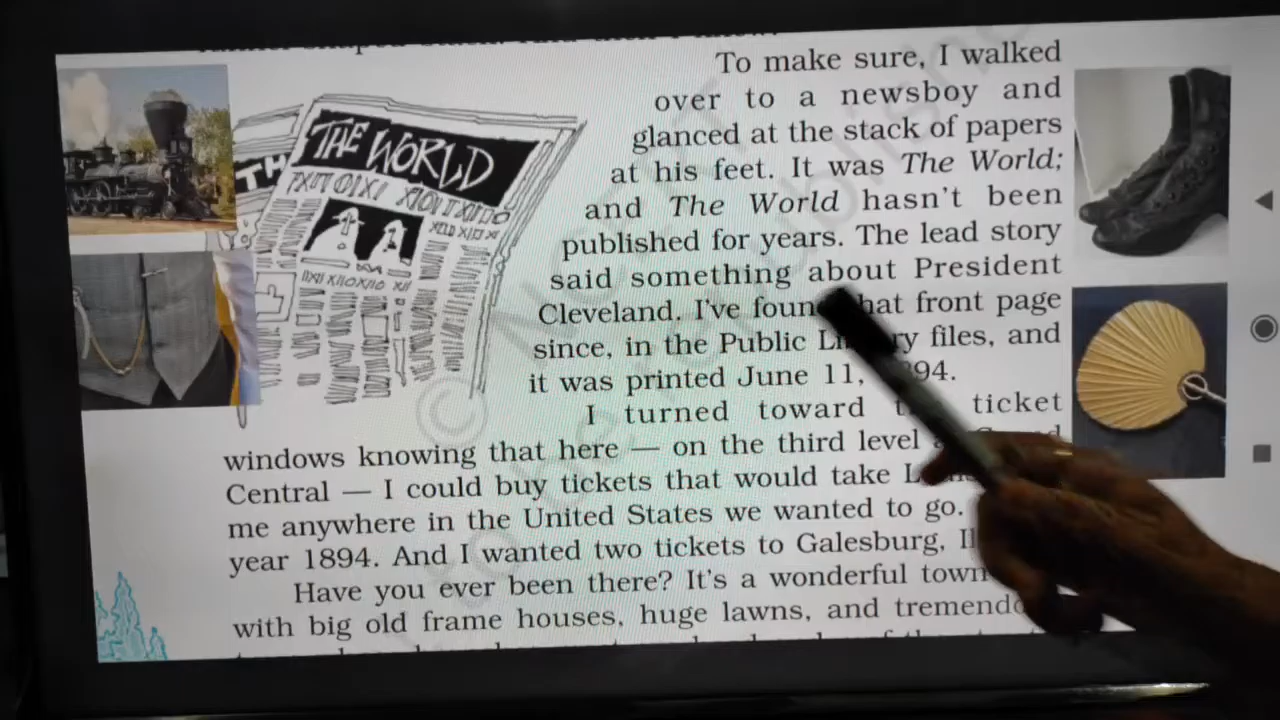 To make sure, I walked
over to a newsboy and
glanced at the stack of papers
at his feet. It was The World;
and The World hasn't been
published for years. The lead story
said something about President
Cleveland. I've found that front page
since, in the Public Library files, and
it was printed June 11, 1894.
I turned toward the ticket
windows knowing that here — on the third level at Grand
Central — I could buy tickets that would take
me anywhere in the United States we wanted to go.
year 1894. And I wanted two tickets to Galesburg,
Have you ever been there? It's a wonderful town
with big old frame houses, huge lawns, and
THE WORLD
TH